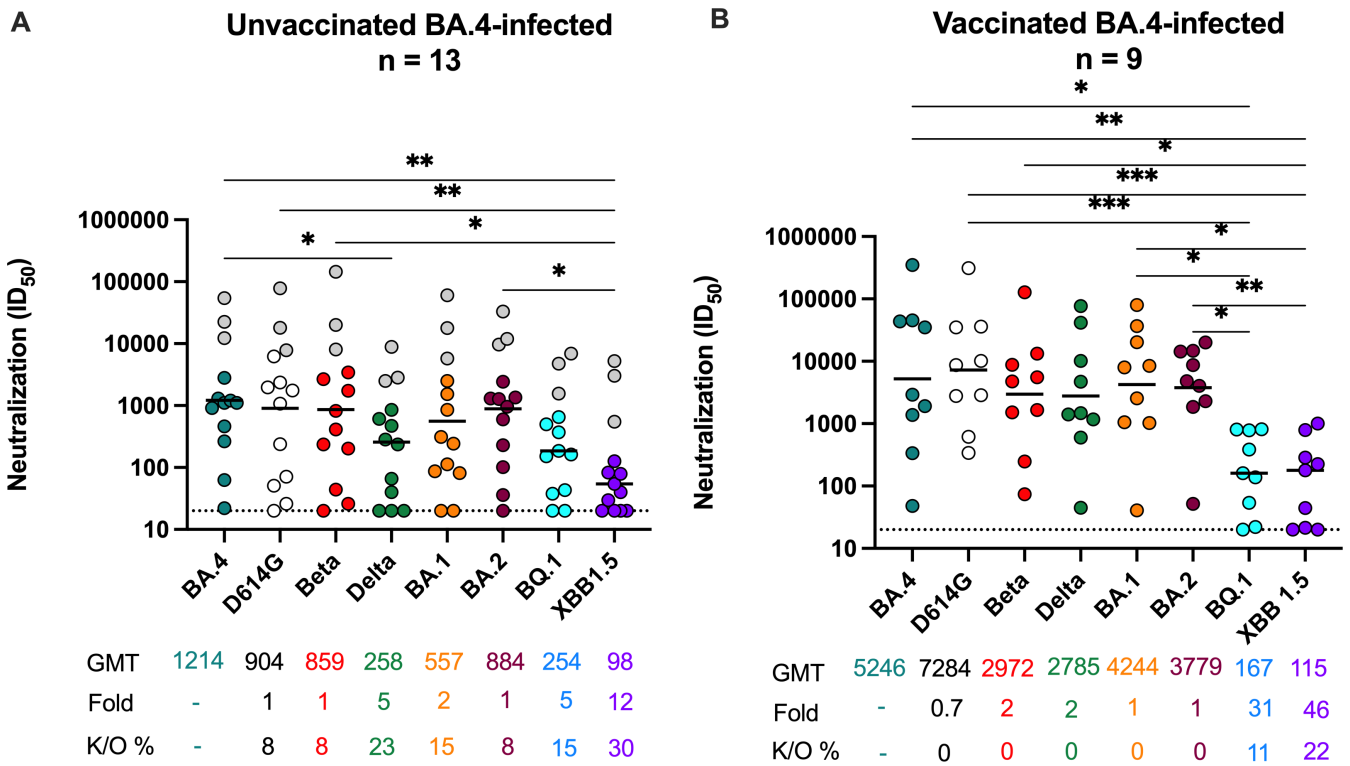 A
Unvaccinated BA.4-infected
n = 13
**
**
*
*
*
Neutralization (ID50)
1000000
100000
10000
1000
100
10
BA.4
D614G
Beta
Delta
BA.1
BA.2
BQ.1
XBB1.5
GMT 1214 904 859 258 557 884 254 98
Fold - 1 1 5 2 1 5 12
K/O % - 8 8 23 15 8 15 30
B
Vaccinated BA.4-infected
n = 9
*
**
*
***
***
*
*
**
*
Neutralization (ID50)
1000000
100000
10000
1000
100
10
BA.4
D614G
Beta
Delta
BA.1
BA.2
BQ.1
XBB 1.5
GMT 5246 7284 2972 2785 4244 3779 167 115
Fold - 0.7 2 2 1 1 31 46
K/O % - 0 0 0 0 0 11 22